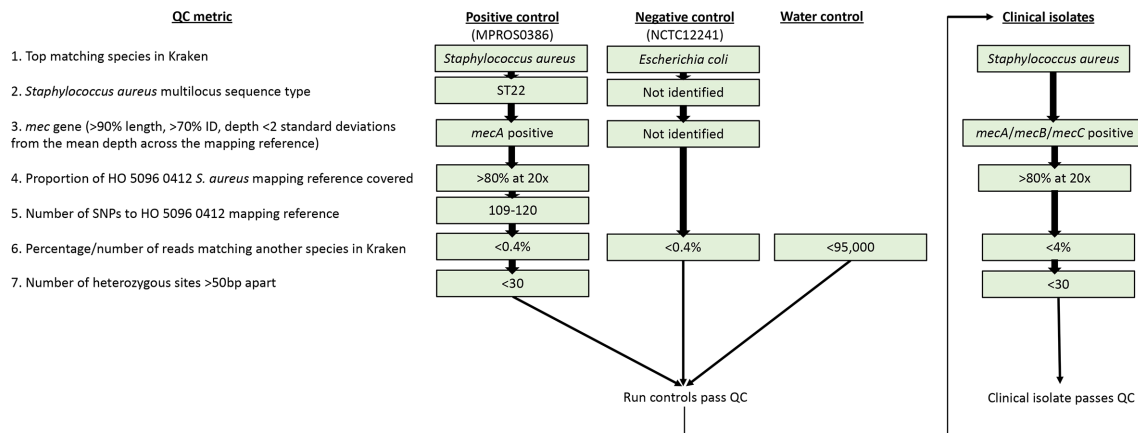 QC metric
Positive control
(MPROS0386)
Negative control
(NCTC12241)
Water control
Clinical isolates
1. Top matching species in Kraken
Staphylococcus aureus
Escherichia coli
Staphylococcus aureus
2. Staphylococcus aureus multilocus sequence type
ST22
Not identified
3. mec gene (>90% length, >70% ID, depth <2 standard deviations
from the mean depth across the mapping reference)
mecA positive
Not identified
mecA/mecB/mecC positive
4. Proportion of HO 5096 0412 S. aureus mapping reference covered
>80% at 20x
>80% at 20x
5. Number of SNPs to HO 5096 0412 mapping reference
109-120
6. Percentage/number of reads matching another species in Kraken
<0.4%
<0.4%
<95,000
<4%
7. Number of heterozygous sites >50bp apart
<30
<30
Run controls pass QC
Clinical isolate passes QC